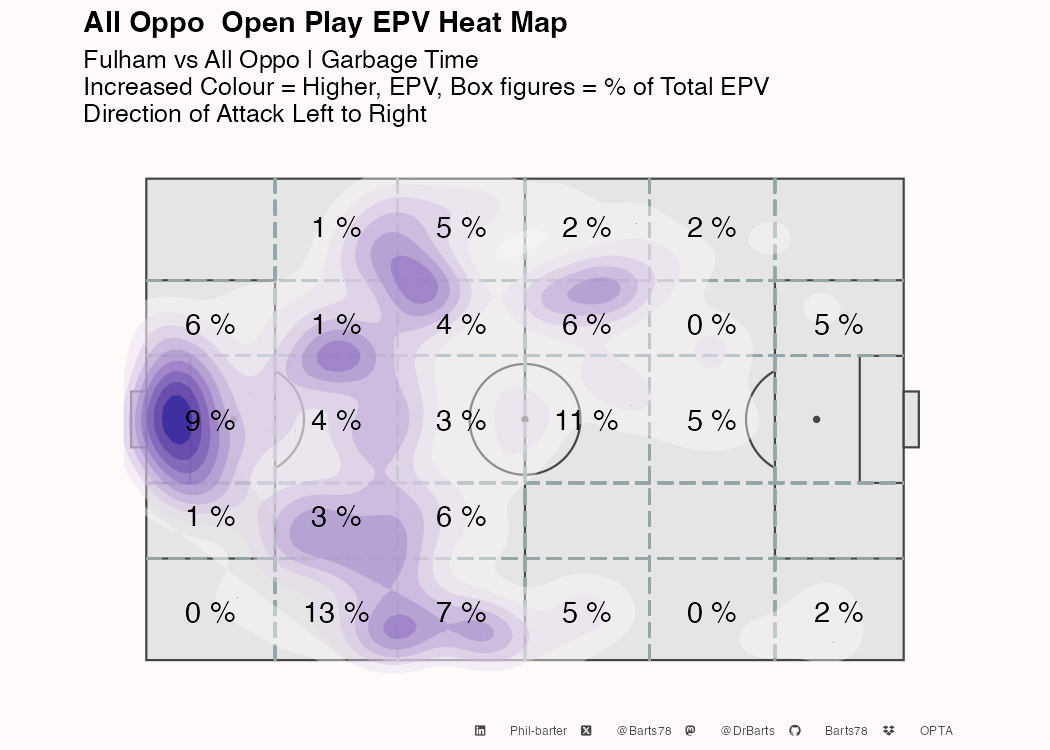 All Oppo  Open Play EPV Heat Map
Fulham vs All Oppo | Garbage Time
Increased Colour = Higher, EPV, Box figures = % of Total EPV
Direction of Attack Left to Right
1 % 5 % 2 % 2 %
6 % 1 % 4 % 6 % 0 % 5 %
9 % 4 % 3 % 11 % 5 %
1 % 3 % 6 %
0 % 13 % 7 % 5 % 0 % 2 %
Phil-barter @Barts78 @DrBarts Barts78 OPTA